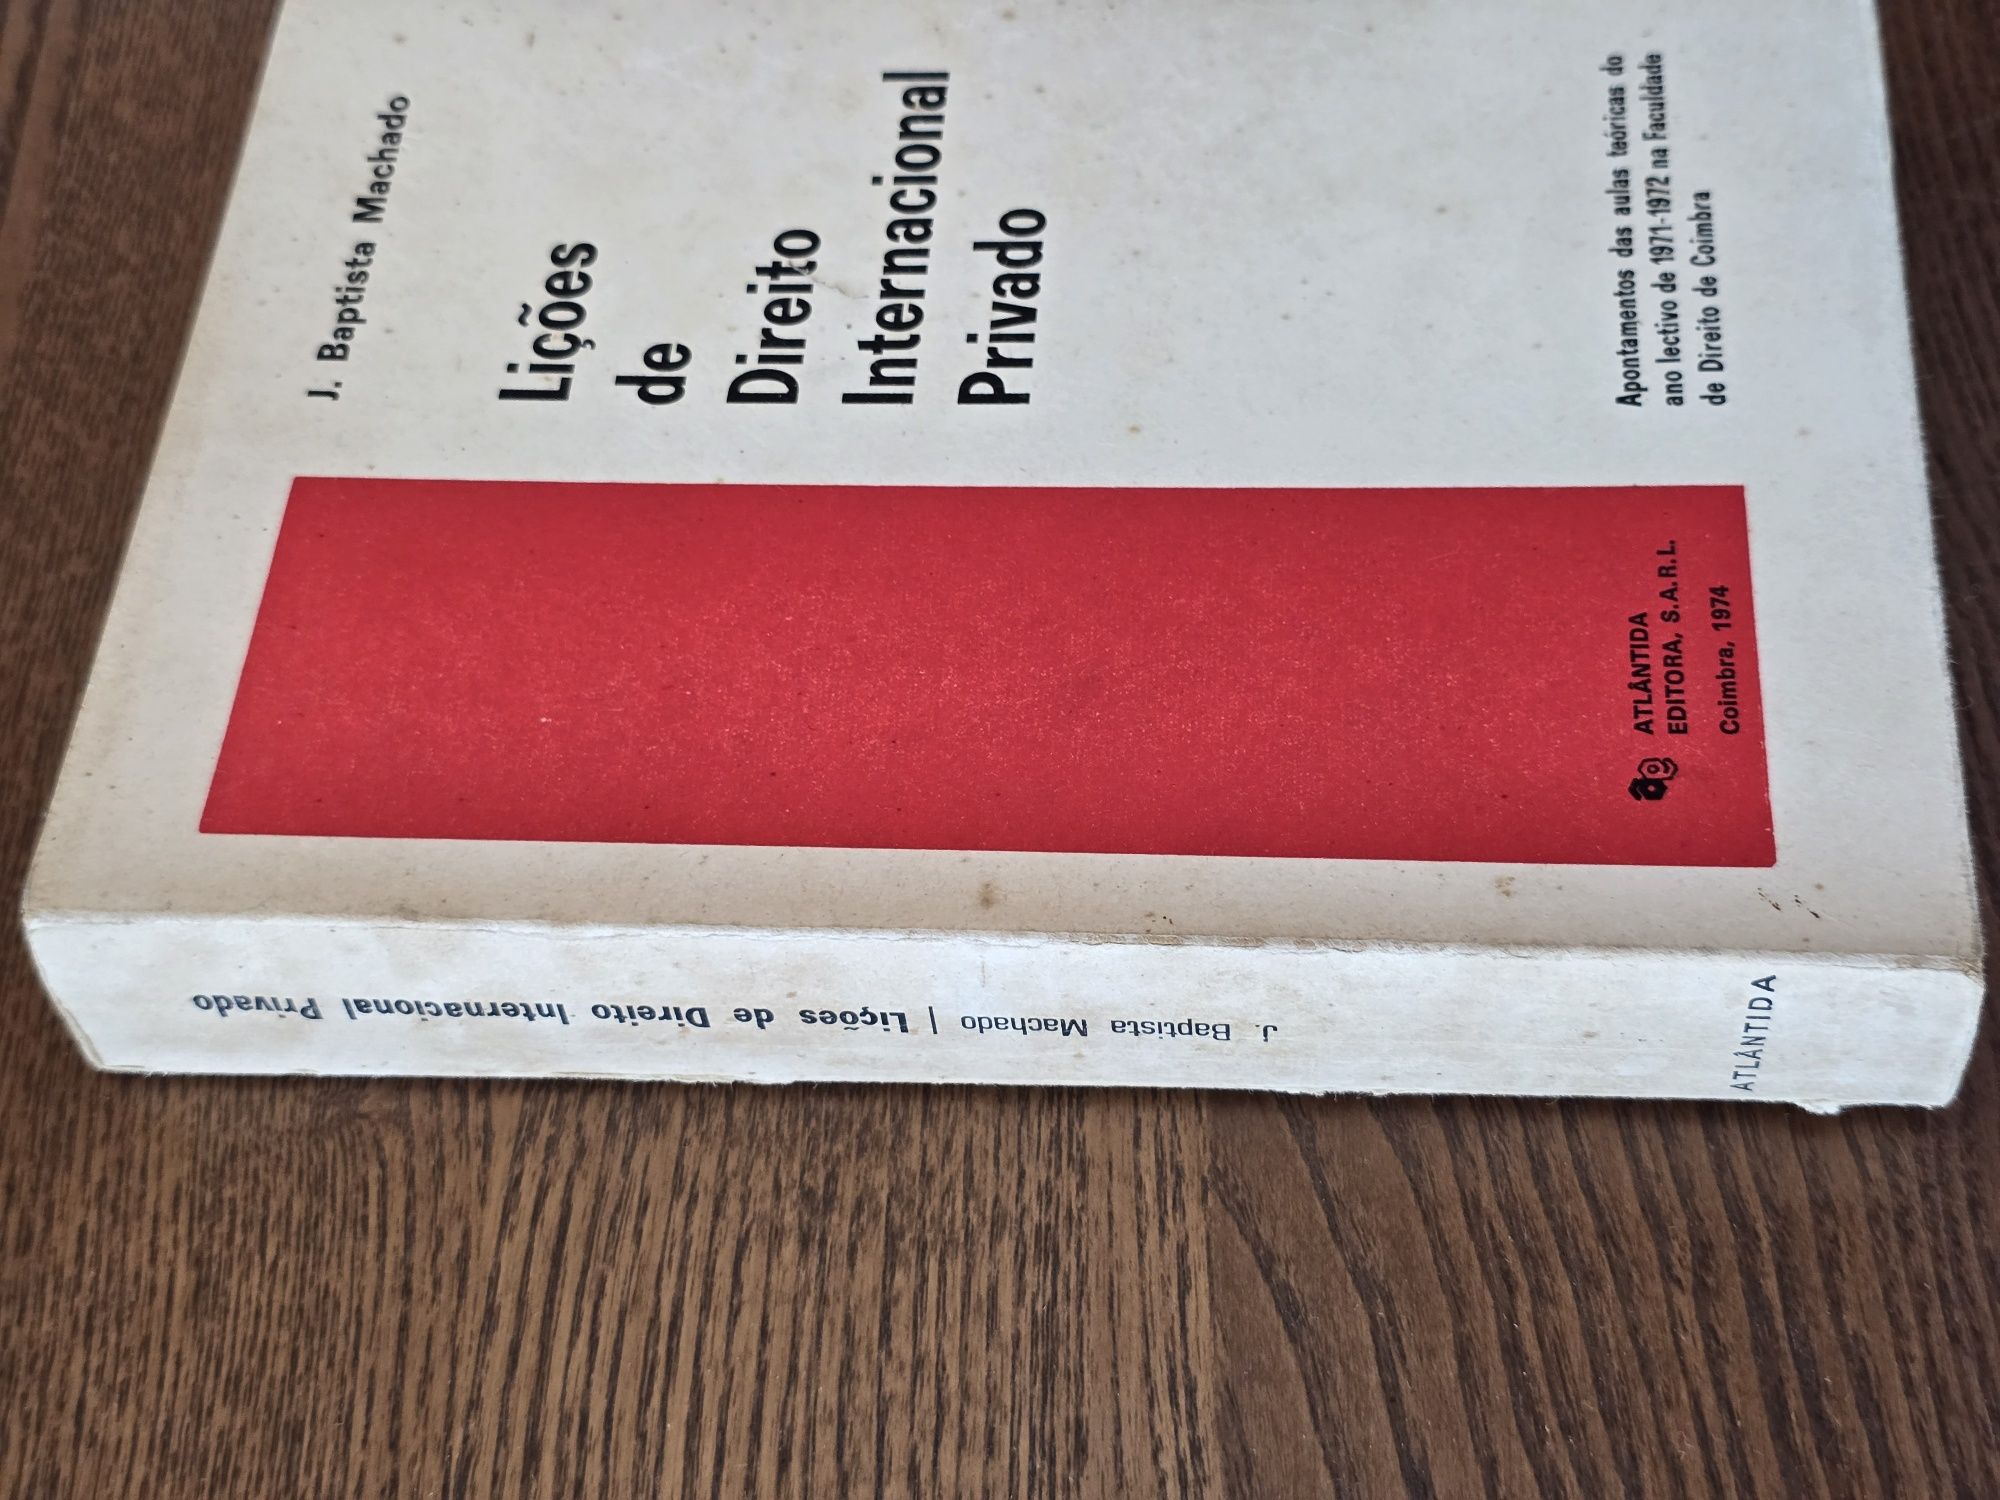 J. Baptista Machado
Lições
de
Direito
Internacional
Privado
Apontamentos das aulas teóricas do
ano lectivo de 1971-1972 na Faculdade
de Direito de Coimbra
ATLÂNTIDA
EDITORA, S.A.R.L.
Coimbra, 1974
J. Baptista Machado | Lições de Direito Internacional Privado
ATLÂNTIDA